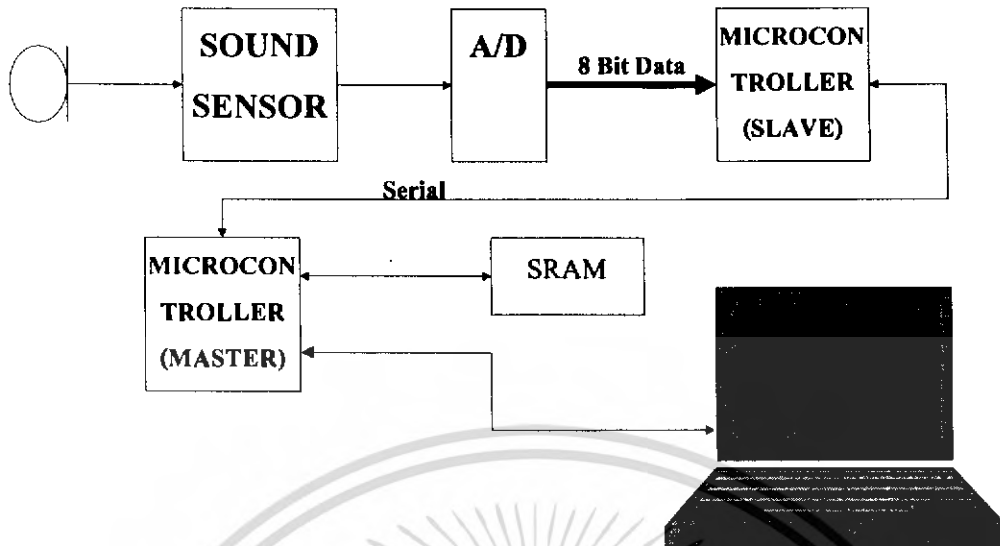 SOUND
SENSOR
A/D
8 Bit Data
MICROCON
TROLLER
(SLAVE)
Serial
MICROCON
TROLLER
(MASTER)
SRAM